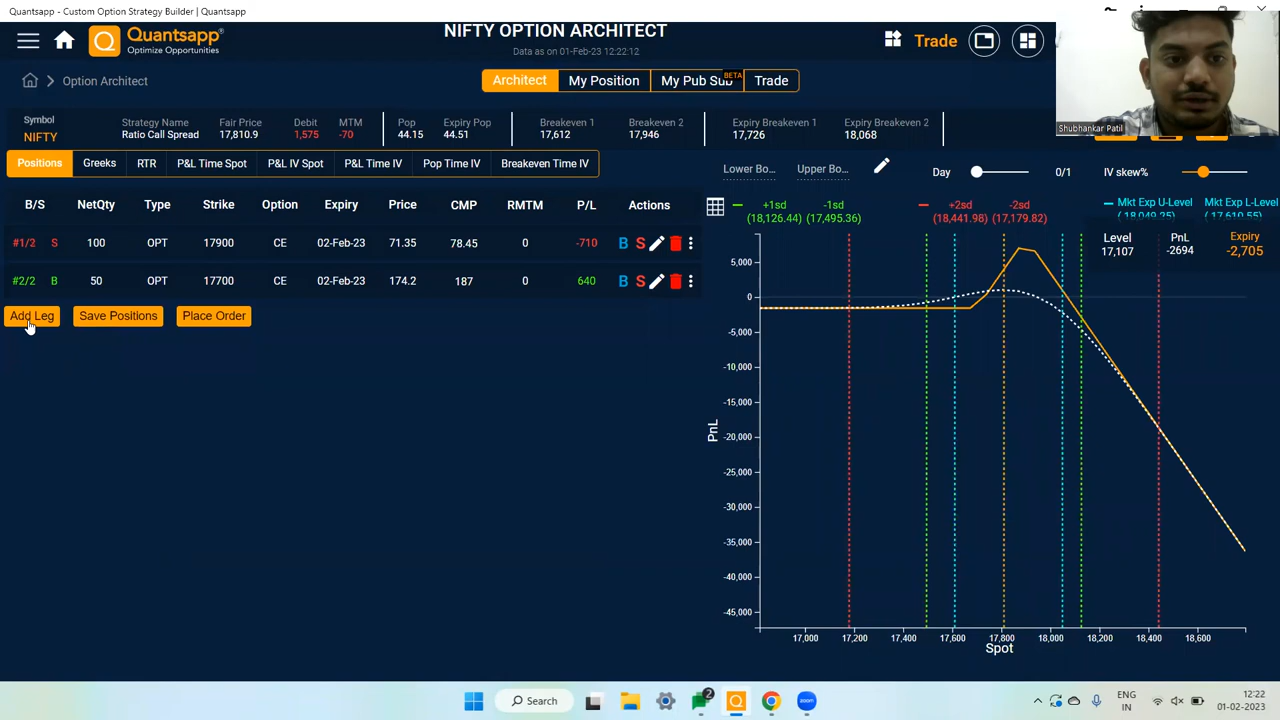 Quantsapp - Custom Option Strategy Builder | Quantsapp
Quantsapp®
Optimize Opportunities
NIFTY OPTION ARCHITECT
Data as on 01-Feb-23 12:22:12
Trade
Option Architect
Architect My Position My Pub Sub BETA Trade
Shubhankar Patil
Symbol
NIFTY
Strategy Name Fair Price Debit MTM Pop Expiry Pop Breakeven 1 Breakeven 2 Expiry Breakeven 1 Expiry Breakeven 2
Ratio Call Spread 17,810.9 1,575 -70 44.15 44.51 17,612 17,946 17,726 18,068
Positions Greeks RTR P&L Time Spot P&L IV Spot P&L Time IV Pop Time IV Breakeven Time IV
Lower Bo... Upper Bo... Day 0/1 IV skew%
B/S NetQty Type Strike Expiry Price CMP RMTM P/L Actions
#1/2 S 100 OPT 17900 CE 02-Feb-23 71.35 78.45 0 -710 B S
#2/2 B 50 OPT 17700 CE 02-Feb-23 174.2 187 0 640 B S
Add Leg Save Positions Place Order
+1sd -1sd +2sd -2sd Mkt Exp U-Level Mkt Exp L-Level
(18,126.44) (17,495.36) (18,441.98) (17,179.82) (18,049.25) (17,610.55)
Level PnL Expiry
17,107 -2694 -2,705
5,000
0
-5,000
-10,000
-15,000
-20,000
-25,000
-30,000
-35,000
-40,000
-45,000
PnL
17,000 17,200 17,400 17,600 17,800 18,000 18,200 18,400 18,600
Spot
Search
2
ENG
IN
12:22
01-02-2023